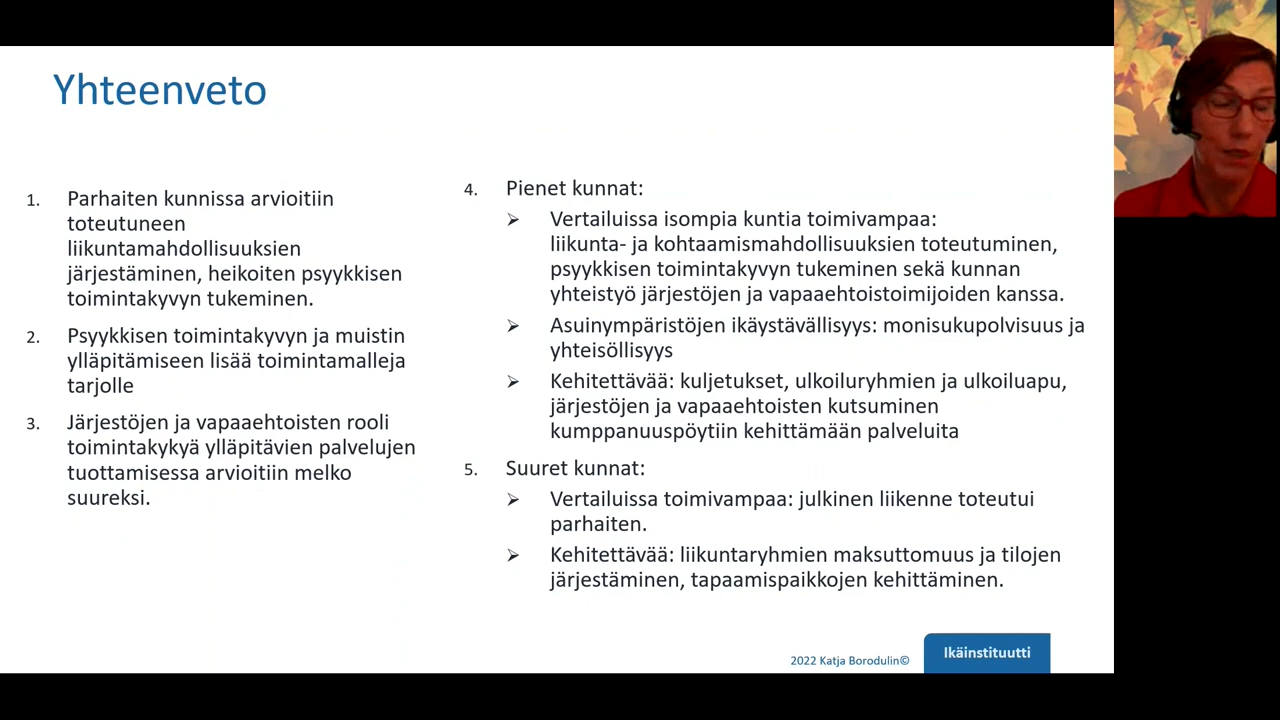 Yhteenveto
1. Parhaiten kunnissa arvioitiin
toteutuneen
liikuntamahdollisuuksien
järjestäminen, heikoiten psyykkisen
toimintakyvyn tukeminen.
2. Psyykkisen toimintakyvyn ja muistin
ylläpitämiseen lisää toimintamalleja
tarjolle
3. Järjestöjen ja vapaaehtoisten rooli
toimintakykyä ylläpitävien palvelujen
tuottamisessa arvioitiin melko
suureksi.
4. Pienet kunnat:
➢ Vertailuissa isompia kuntia toimivampaa:
liikunta- ja kohtaamismahdollisuuksien toteutuminen,
psyykkisen toimintakyvyn tukeminen sekä kunnan
yhteistyö järjestöjen ja vapaaehtoistoimijoiden kanssa.
➢ Asuinympäristöjen ikäystävällisyys: monisukupolvisuus ja
yhteisöllisyys
➢ Kehitettävää: kuljetukset, ulkoiluryhmien ja ulkoiluapu,
järjestöjen ja vapaaehtoisten kutsuminen
kumppanuuspöytiin kehittämään palveluita
5. Suuret kunnat:
➢ Vertailuissa toimivampaa: julkinen liikenne toteutui
parhaiten.
➢ Kehitettävää: liikuntaryhmien maksuttomuus ja tilojen
järjestäminen, tapaamispaikkojen kehittäminen.
2022 Katja Borodulin©
Ikäinstituutti